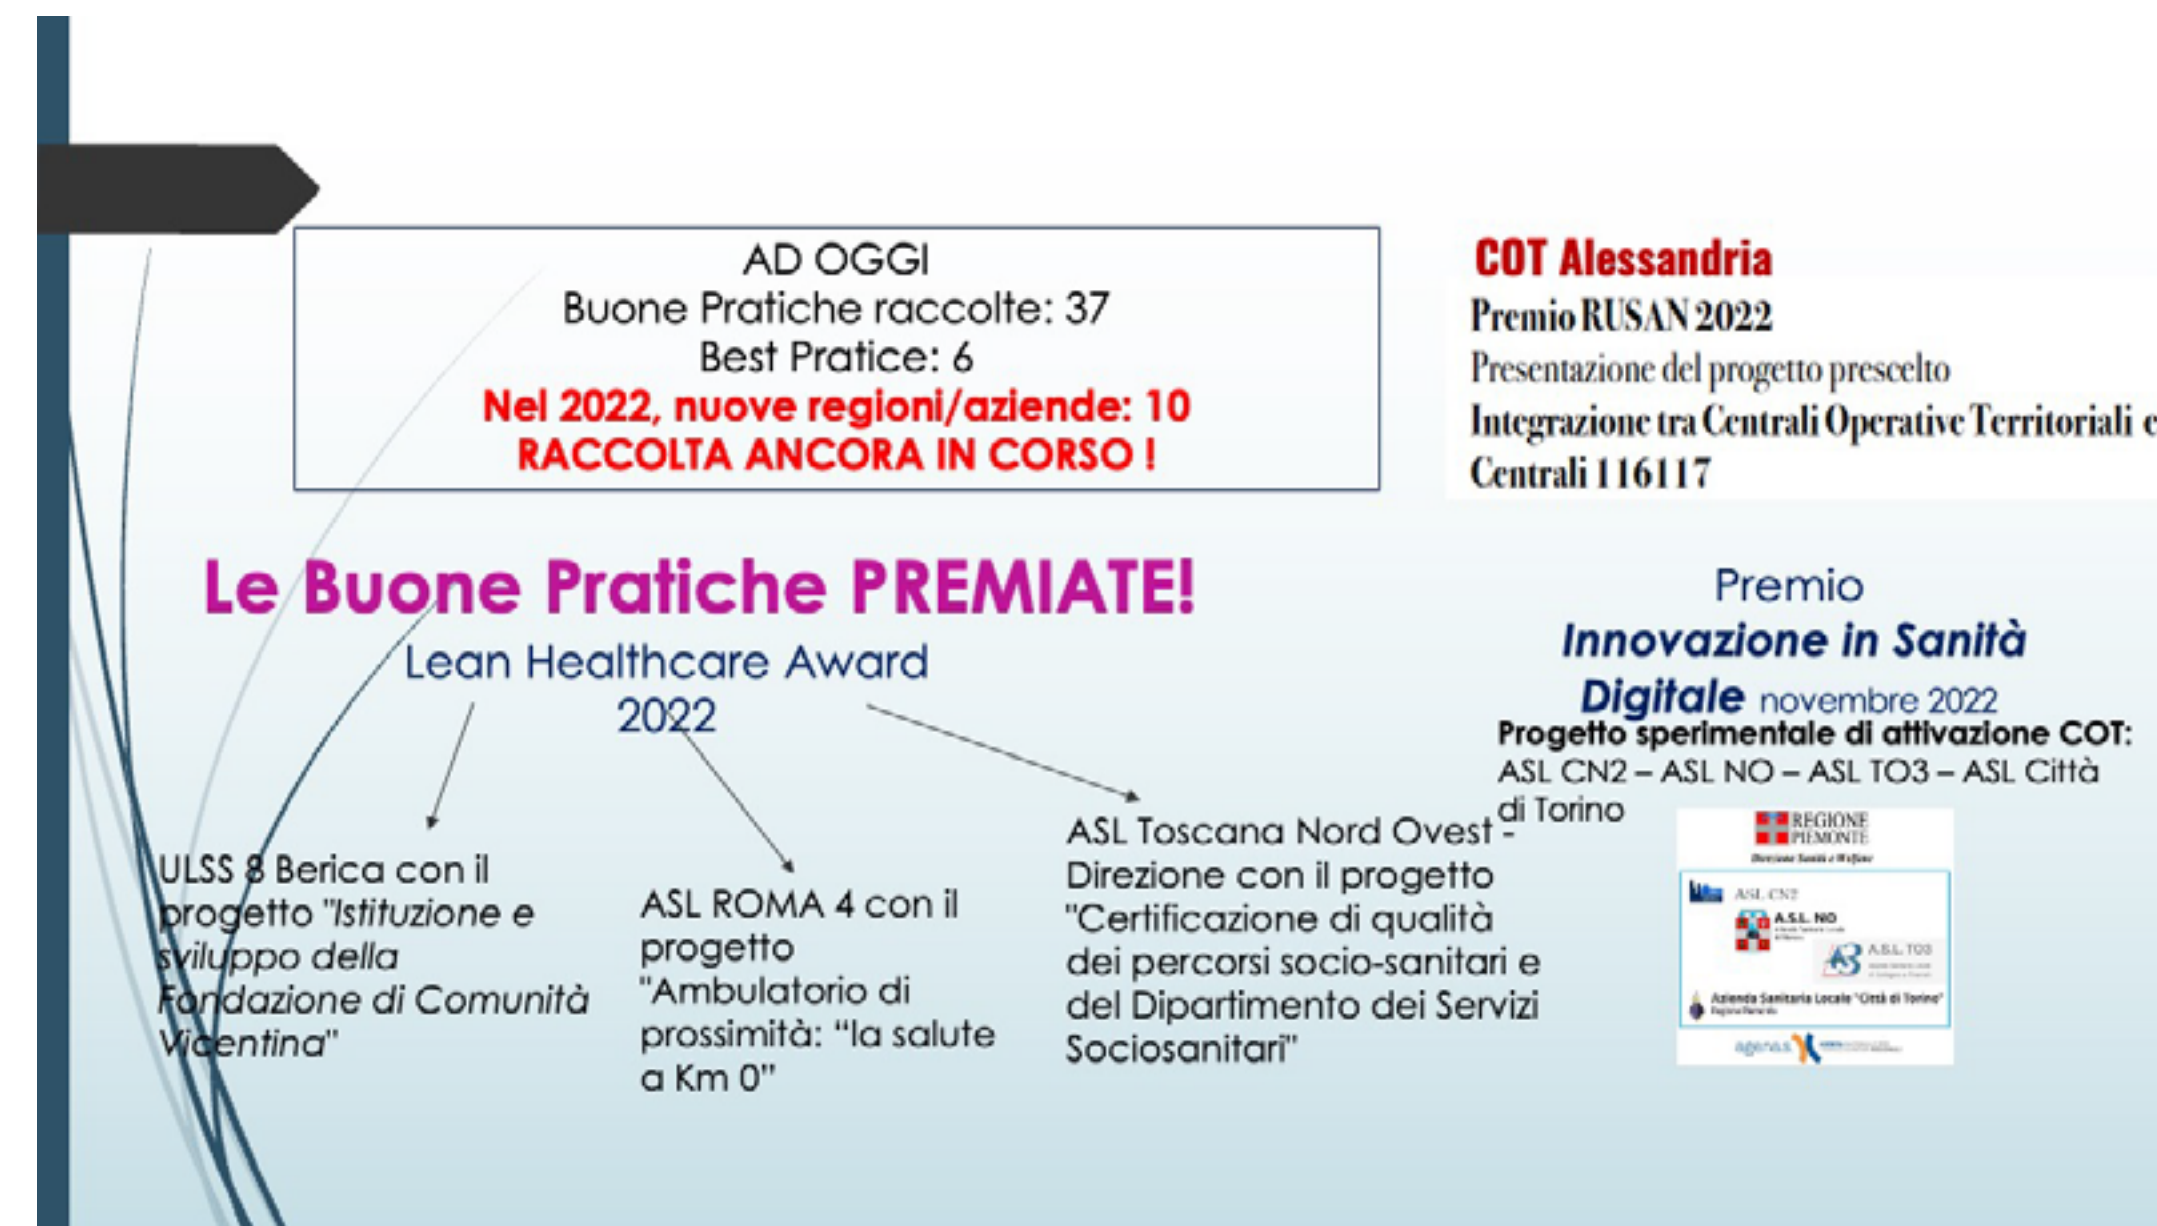 AD OGGI
Buone Pratiche raccolte: 37
Best Pratice: 6
Nel 2022, nuove regioni/aziende: 10
RACCOLTA ANCORA IN CORSO !
COT Alessandria
Premio RUSAN 2022
Presentazione del progetto prescelto
Integrazione tra Centrali Operative Territoriali e
Centrali 116117
Le Buone Pratiche PREMIATE!
Lean Healthcare Award
2022
ULSS 8 Berica con il
progetto "Istituzione e
sviluppo della
Fondazione di Comunità
Vicentina"
ASL ROMA 4 con il
progetto
"Ambulatorio di
prossimità: “la salute
a Km 0”
ASL Toscana Nord Ovest -
Direzione con il progetto
"Certificazione di qualità
dei percorsi socio-sanitari e
del Dipartimento dei Servizi
Sociosanitari"
Premio
Innovazione in Sanità
Digitale novembre 2022
Progetto sperimentale di attivazione COT:
ASL CN2 – ASL NO – ASL TO3 – ASL Città
di Torino
REGIONE
PIEMONTE
Direzione Sanità e Welfare
ASL CN2
A.S.L. NO
A.S.L. TO3
Azienda Sanitaria Locale "Città di Torino"
agenas